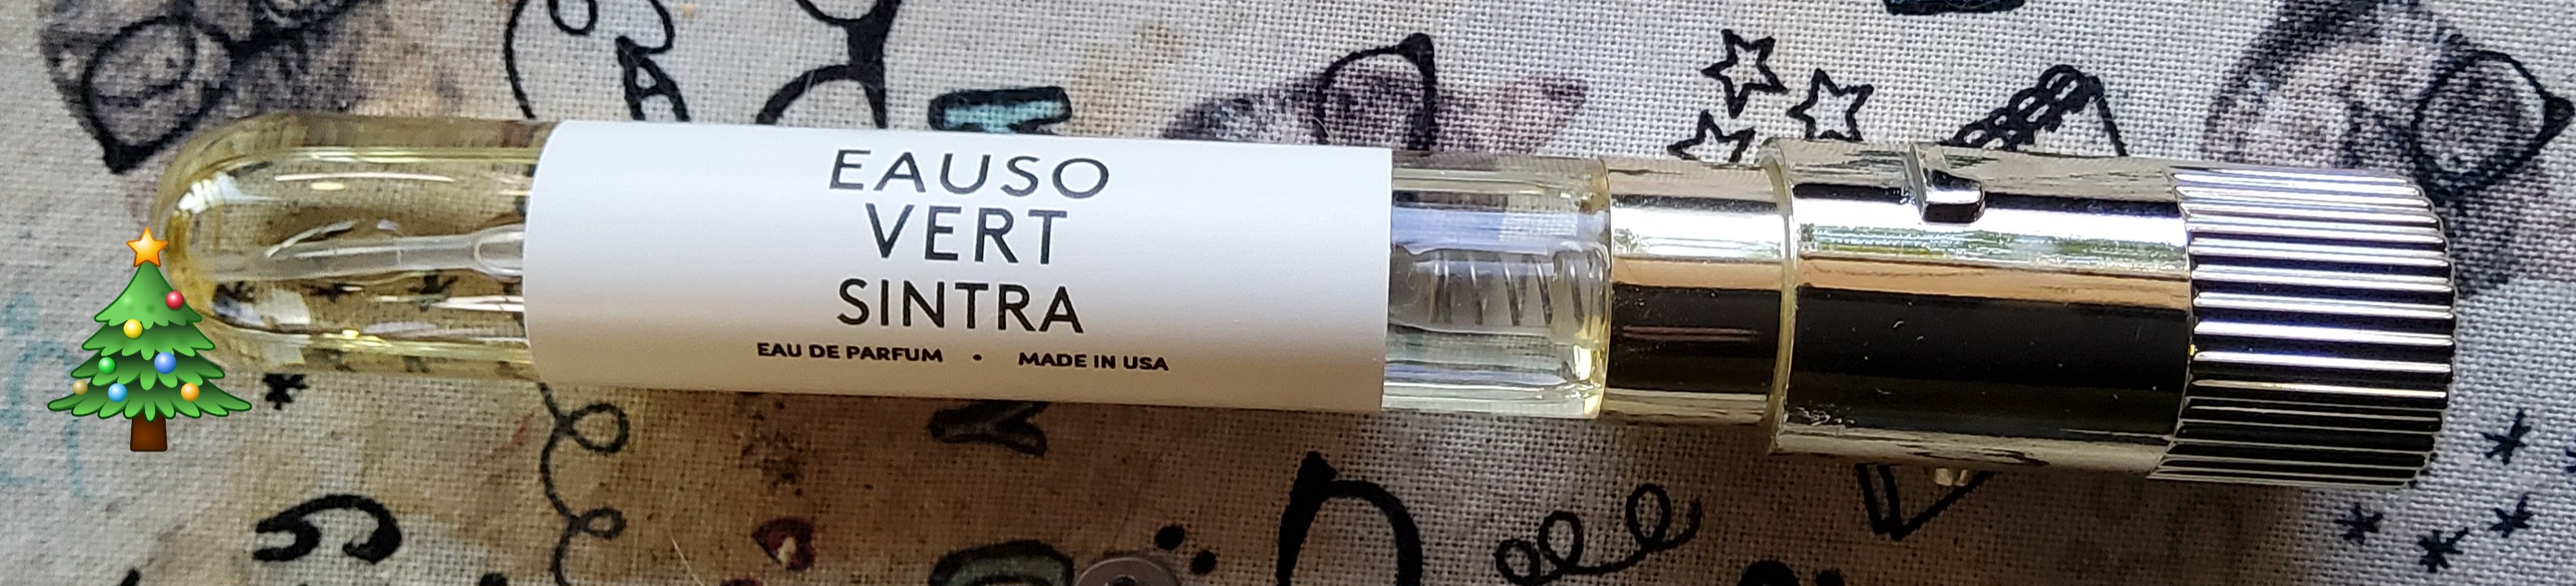 EAUSO
VERT
SINTRA
EAU DE PARFUM • MADE IN USA